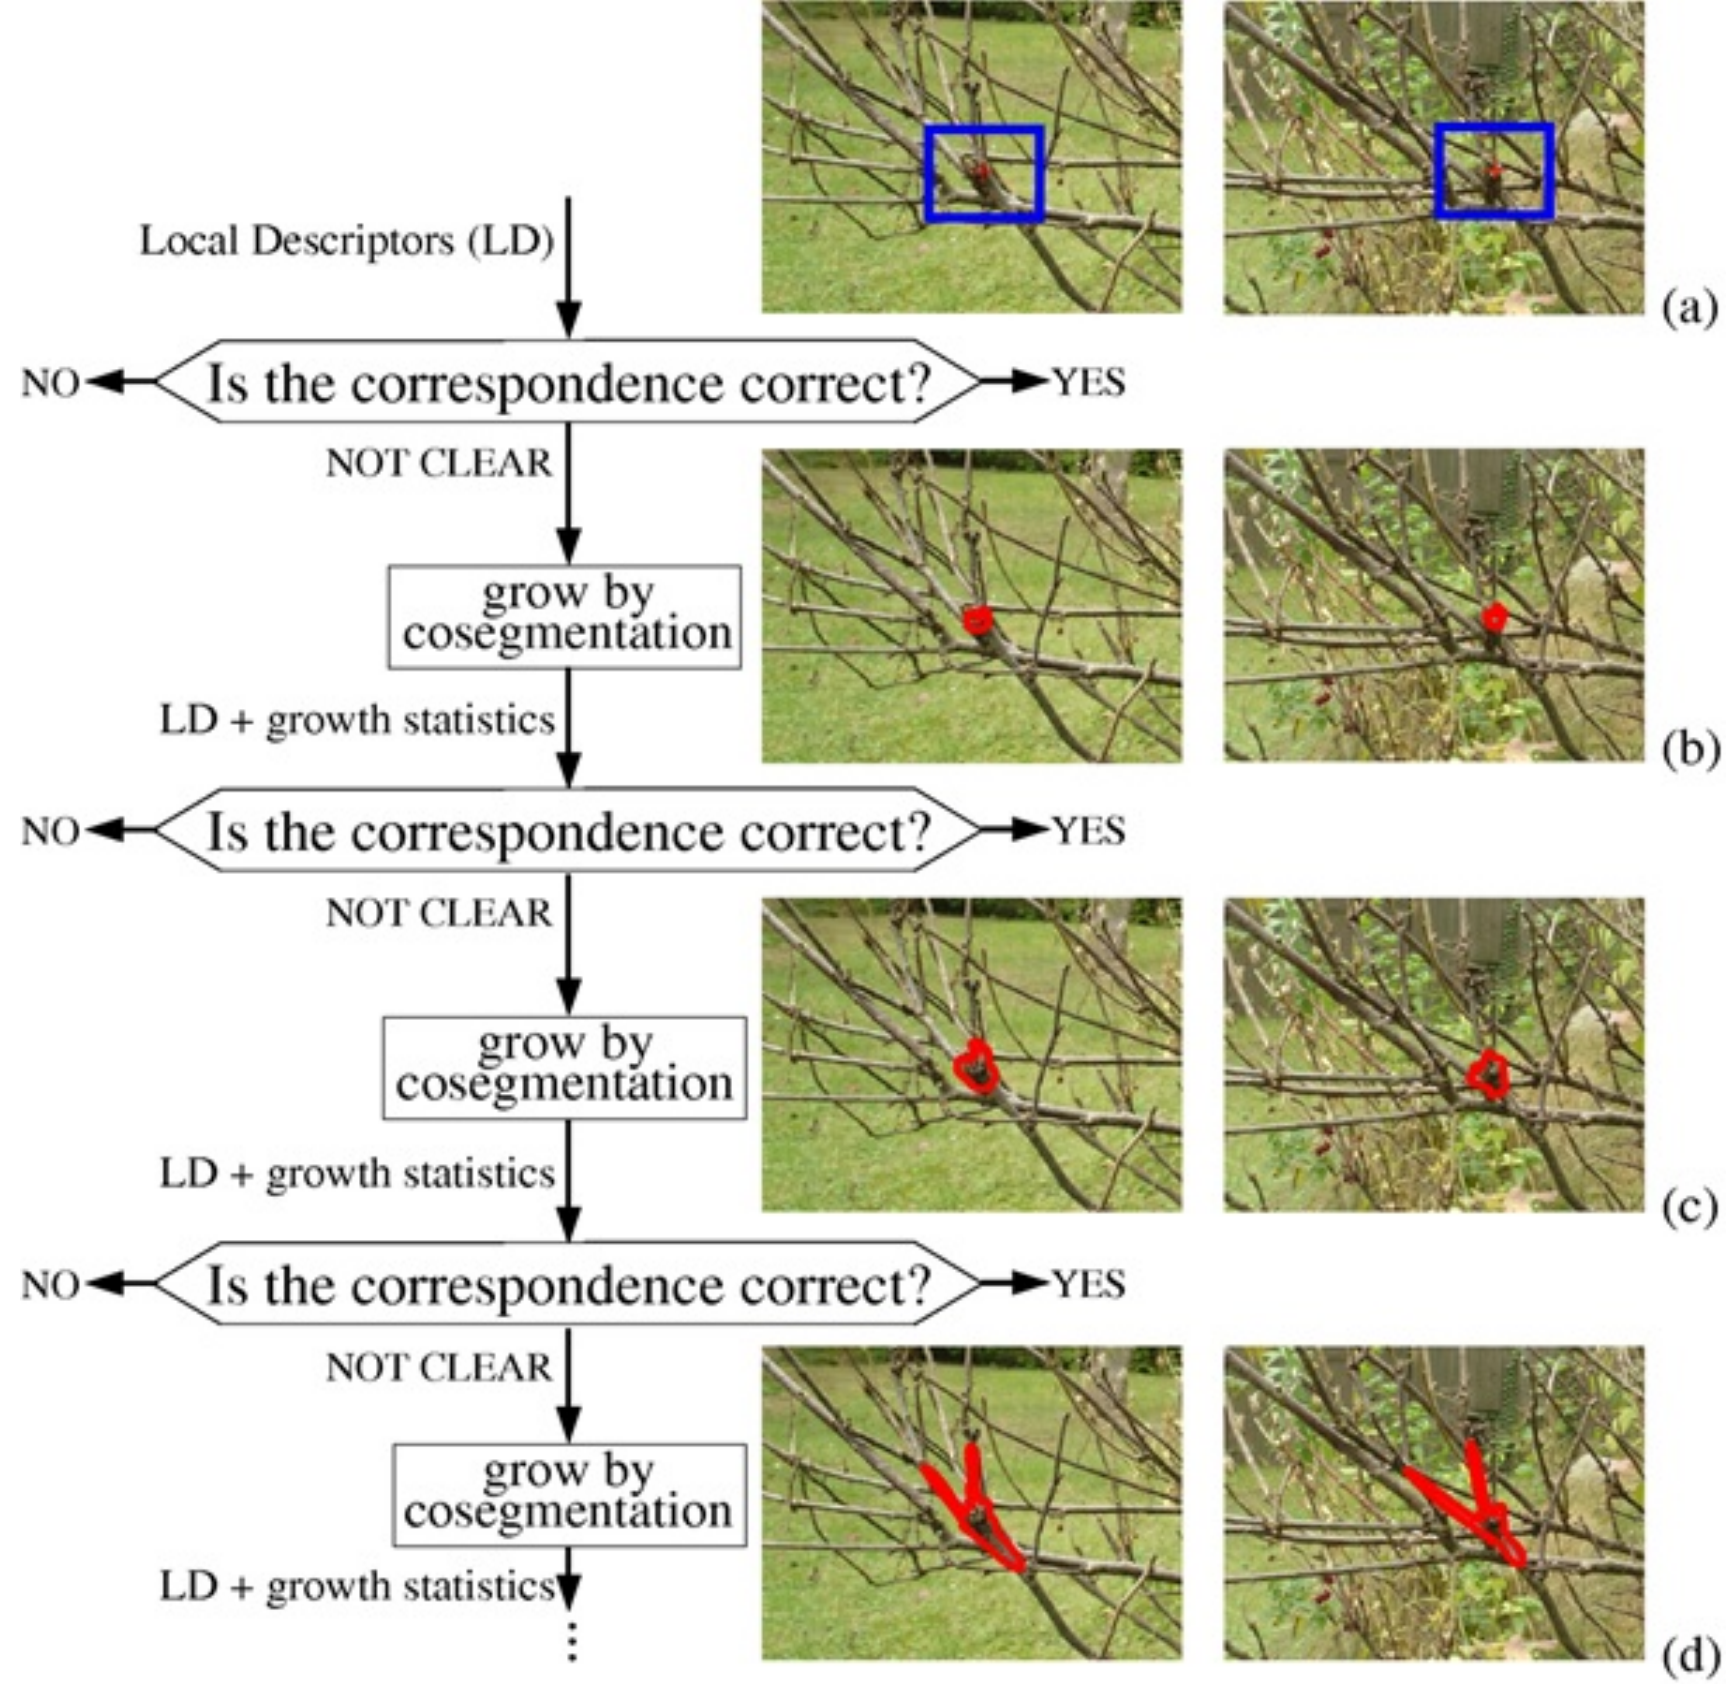 Local Descriptors (LD)
(a)
NO
Is the correspondence correct?
YES
NOT CLEAR
grow by
cosegmentation
LD + growth statistics
(b)
NO
Is the correspondence correct?
YES
NOT CLEAR
grow by
cosegmentation
LD + growth statistics
(c)
NO
Is the correspondence correct?
YES
NOT CLEAR
grow by
cosegmentation
LD + growth statistics
(d)